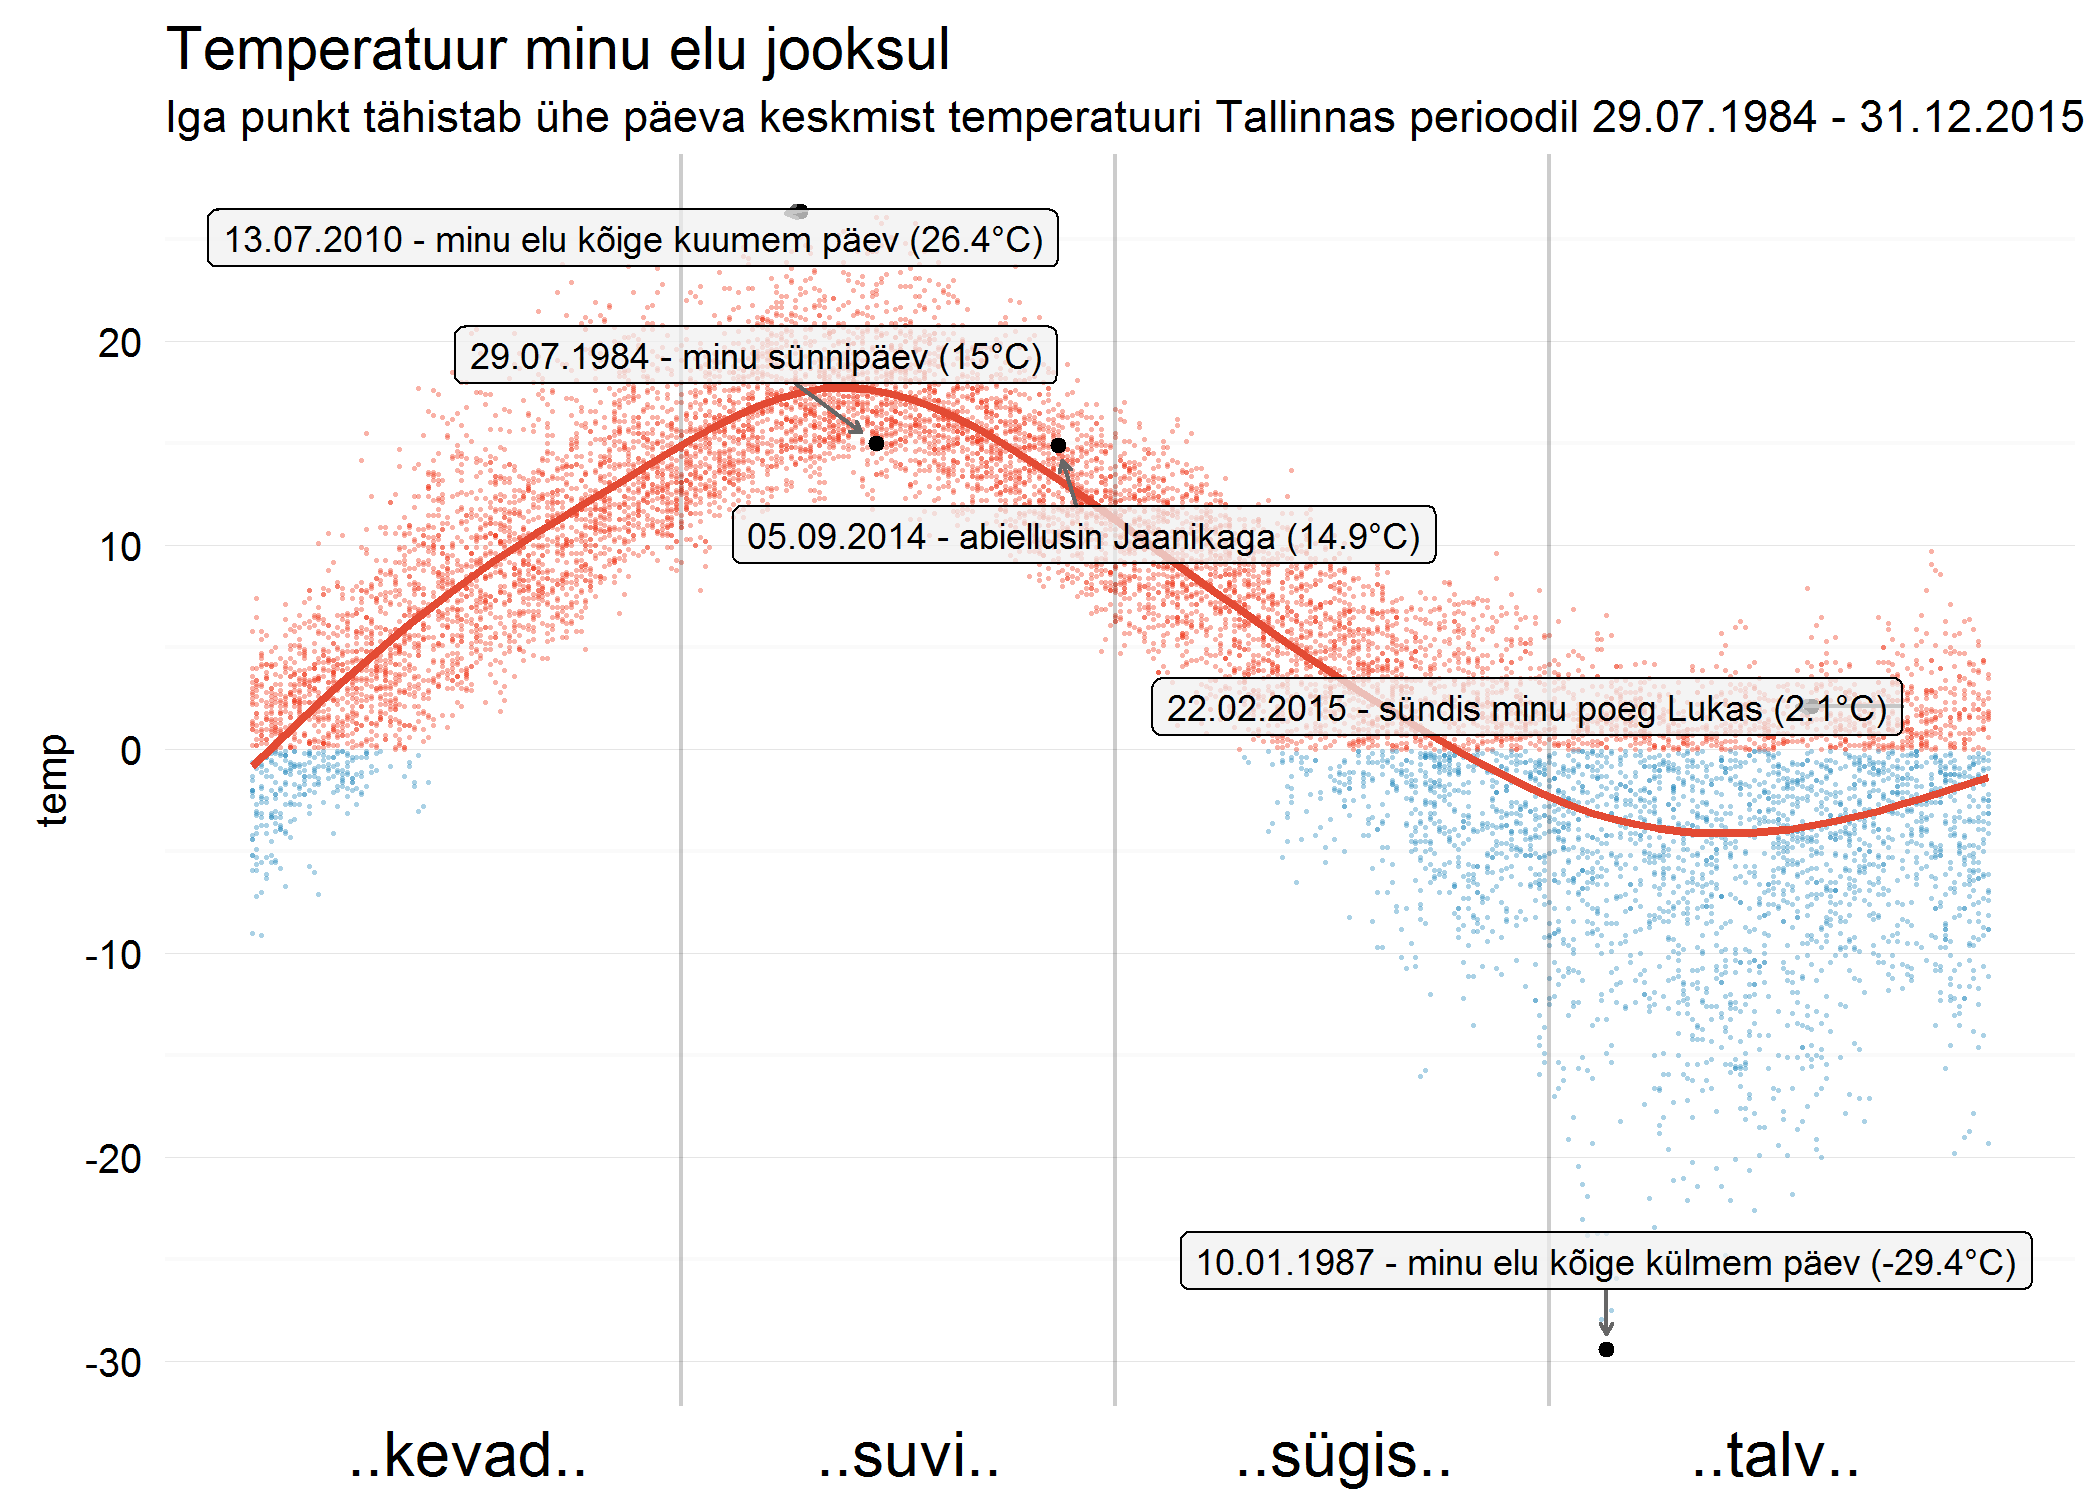 Temperatuur minu elu jooksul
Iga punkt tähistab ühe päeva keskmist temperatuuri Tallinnas perioodil 29.07.1984 - 31.12.2015
13.07.2010 - minu elu kõige kuumem päev (26.4°C)
29.07.1984 - minu sünnipäev (15°C)
05.09.2014 - abiellusin Jaanikaga (14.9°C)
22.02.2015 - sündis minu poeg Lukas (2.1°C)
10.01.1987 - minu elu kõige külmem päev (-29.4°C)
temp
20
10
0
-10
-20
-30
..kevad.. ..suvi.. ..sügis.. ..talv..